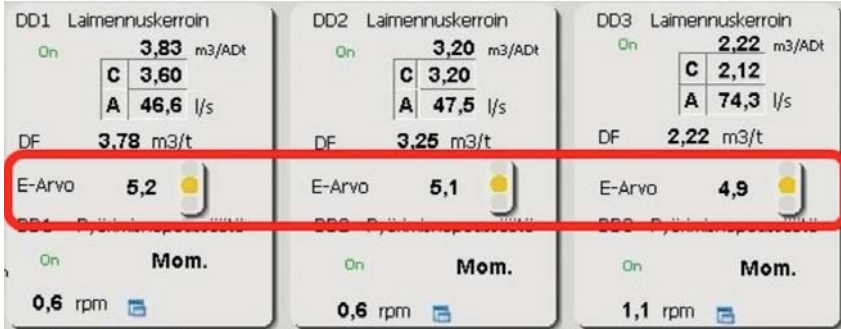 DD1 Laimennuskerroin
On 3,83 m3/ADt
C 3,60
A 46,6 l/s
DF 3,78 m3/t
E-Arvo 5,2
DD1
On Mom.
0,6 rpm
DD2 Laimennuskerroin
On 3,20 m3/ADt
C 3,20
A 47,5 l/s
DF 3,25 m3/t
E-Arvo 5,1
On Mom.
0,6 rpm
DD3 Laimennuskerroin
On 2,22 m3/ADt
C 2,12
A 74,3 l/s
DF 2,22 m3/t
E-Arvo 4,9
On Mom.
1,1 rpm